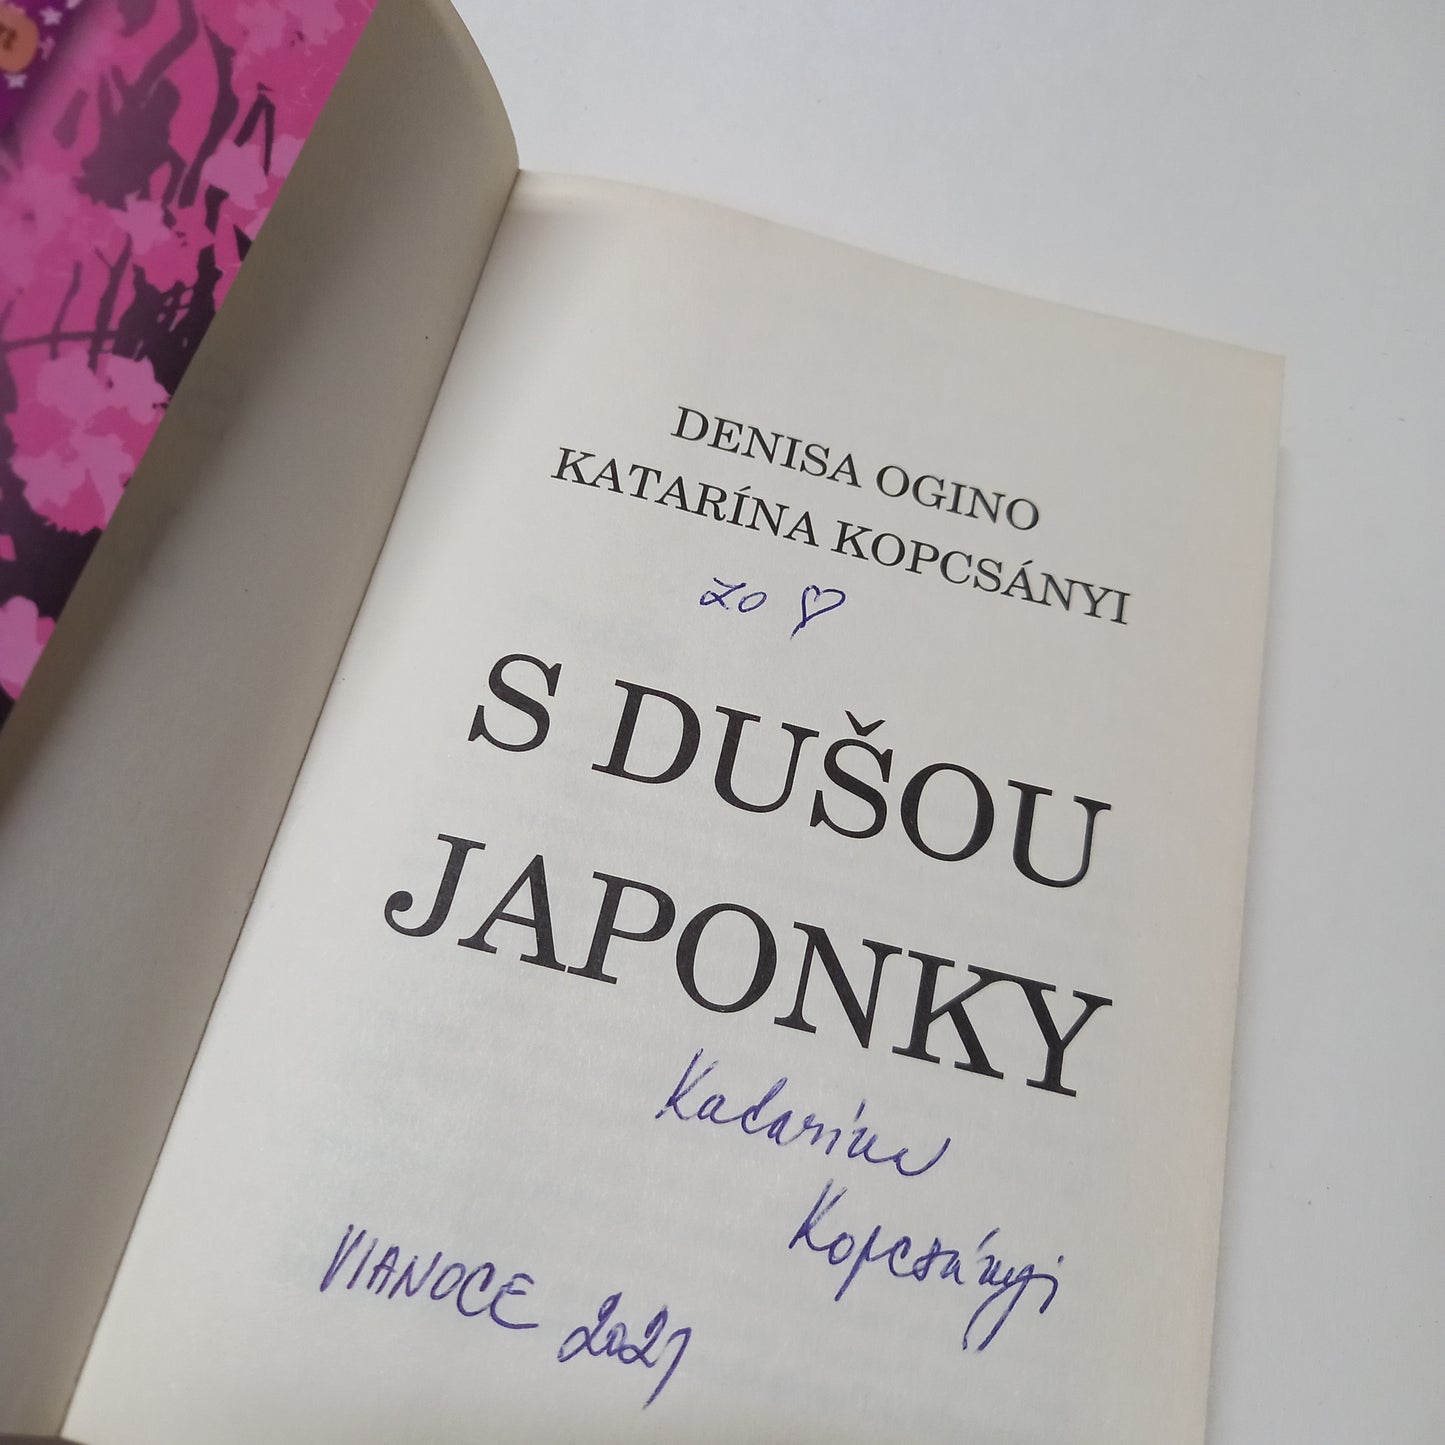 DENISA OGINO
KATARÍNA KOPCSÁNYI
zo ♡
S DUŠOU
JAPONKY
Katarína
Kopcsányi
VIANOCE 2021